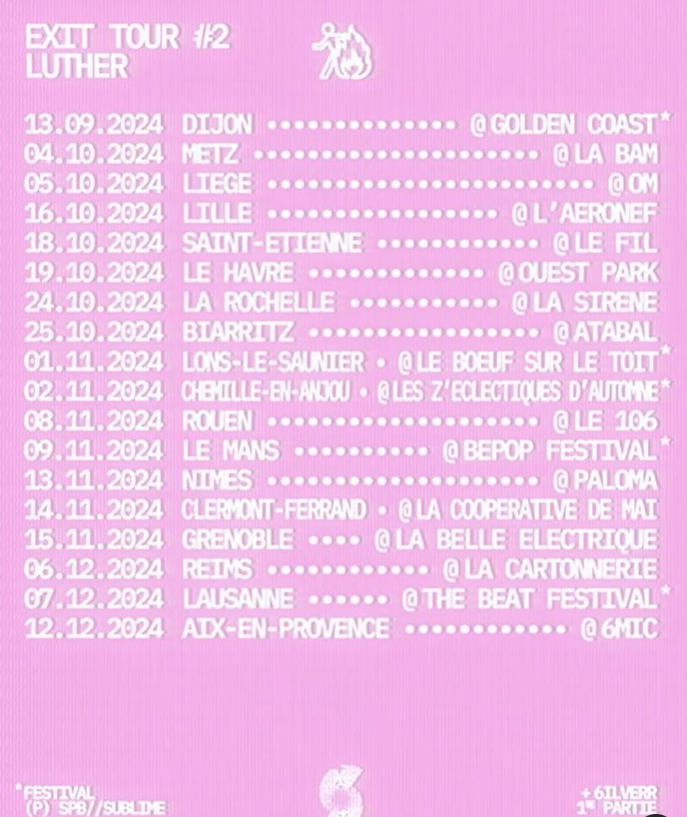 EXIT TOUR #2
LUTHER
13.09.2024 DIJON ••••••••••••••• @GOLDEN COAST*
04.10.2024 METZ ••••••••••••••••••••••• @LA BAM
05.10.2024 LIEGE •••••••••••••••••••••••••• @OM
16.10.2024 LILLE •••••••••••••••••• @L'AERONEF
18.10.2024 SAINT-ETIENNE ••••••••••••• @LE FIL
19.10.2024 LE HAVRE •••••••••••••• @OUEST PARK
24.10.2024 LA ROCHELLE •••••••••••• @LA SIRENE
25.10.2024 BIARRITZ ••••••••••••••••••• @ATABAL
01.11.2024 LONS-LE-SAUNIER • @LE BOEUF SUR LE TOIT*
02.11.2024 CHEMILLE-EN-ANJOU • @LES Z'ECLECTIQUES D'AUTOMNE*
08.11.2024 ROUEN •••••••••••••••••••••• @LE 106
09.11.2024 LE MANS •••••••••••• @BEPOP FESTIVAL*
13.11.2024 NIMES •••••••••••••••••••••• @PALOMA
14.11.2024 CLERMONT-FERRAND • @LA COOPERATIVE DE MAI
15.11.2024 GRENOBLE •••• @LA BELLE ELECTRIQUE
06.12.2024 REIMS ••••••••••••• @LA CARTONNERIE
07.12.2024 LAUSANNE •••••• @THE BEAT FESTIVAL*
12.12.2024 AIX-EN-PROVENCE ••••••••••••• @6MIC
*FESTIVAL
(P) SPB//SUBLIME
+6ILVERR
1RE PARTIE